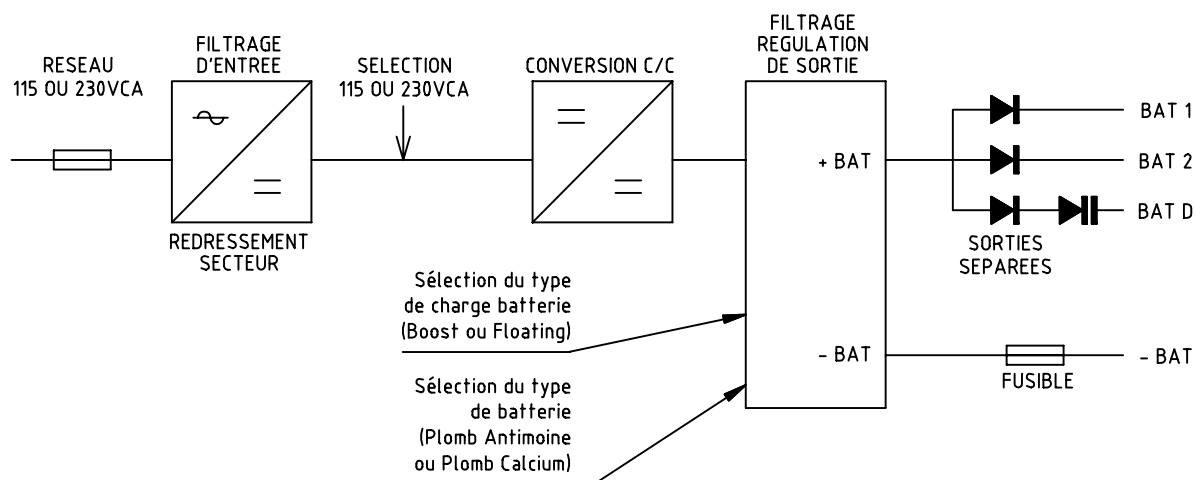 RESEAU
115 OU 230VCA
FILTRAGE
D'ENTREE
REDRESSEMENT
SECTEUR
SELECTION
115 OU 230VCA
CONVERSION C/C
FILTRAGE
REGULATION
DE SORTIE
+ BAT
- BAT
BAT 1
BAT 2
BAT D
SORTIES
SEPAREES
- BAT
FUSIBLE
Sélection du type
de charge batterie
(Boost ou Floating)
Sélection du type
de batterie
(Plomb Antimoine
ou Plomb Calcium)